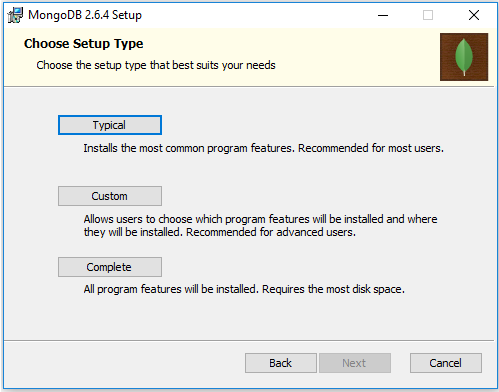 MongoDB 2.6.4 Setup
Choose Setup Type
Choose the setup type that best suits your needs
Typical
Installs the most common program features. Recommended for most users.
Custom
Allows users to choose which program features will be installed and where
they will be installed. Recommended for advanced users.
Complete
All program features will be installed. Requires the most disk space.
Back Next Cancel